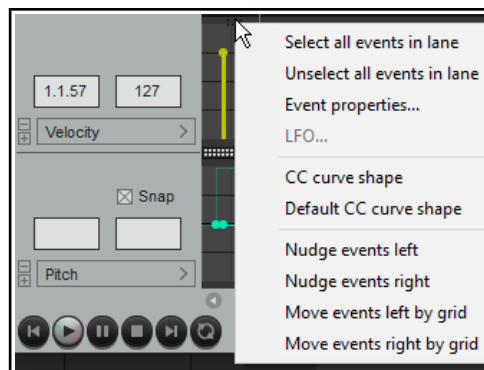 1.1.57 127
Velocity
Snap
Pitch
Select all events in lane
Unselect all events in lane
Event properties...
LFO...
CC curve shape
Default CC curve shape
Nudge events left
Nudge events right
Move events left by grid
Move events right by grid